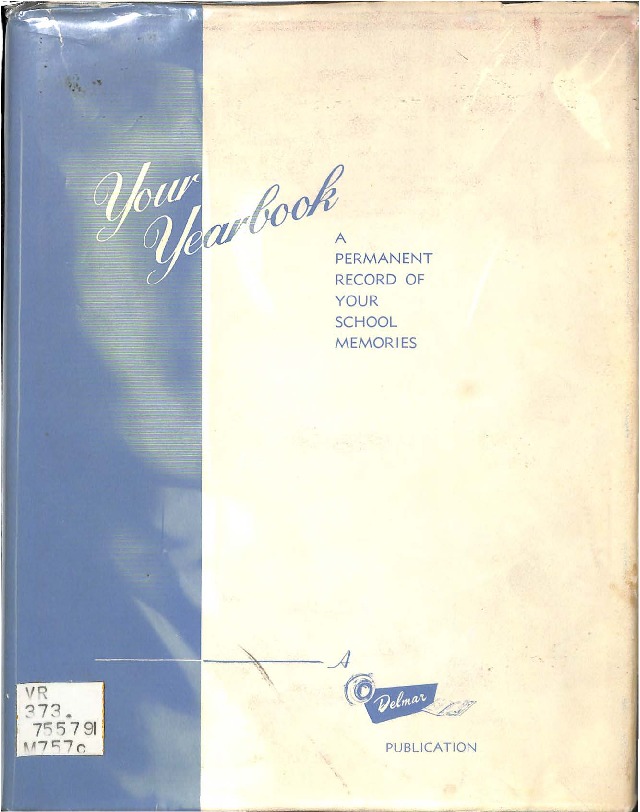 Your
Yearbook
A
PERMANENT
RECORD OF
YOUR
SCHOOL
MEMORIES
A
Delmar
PUBLICATION
VR
373.
755791
M757c